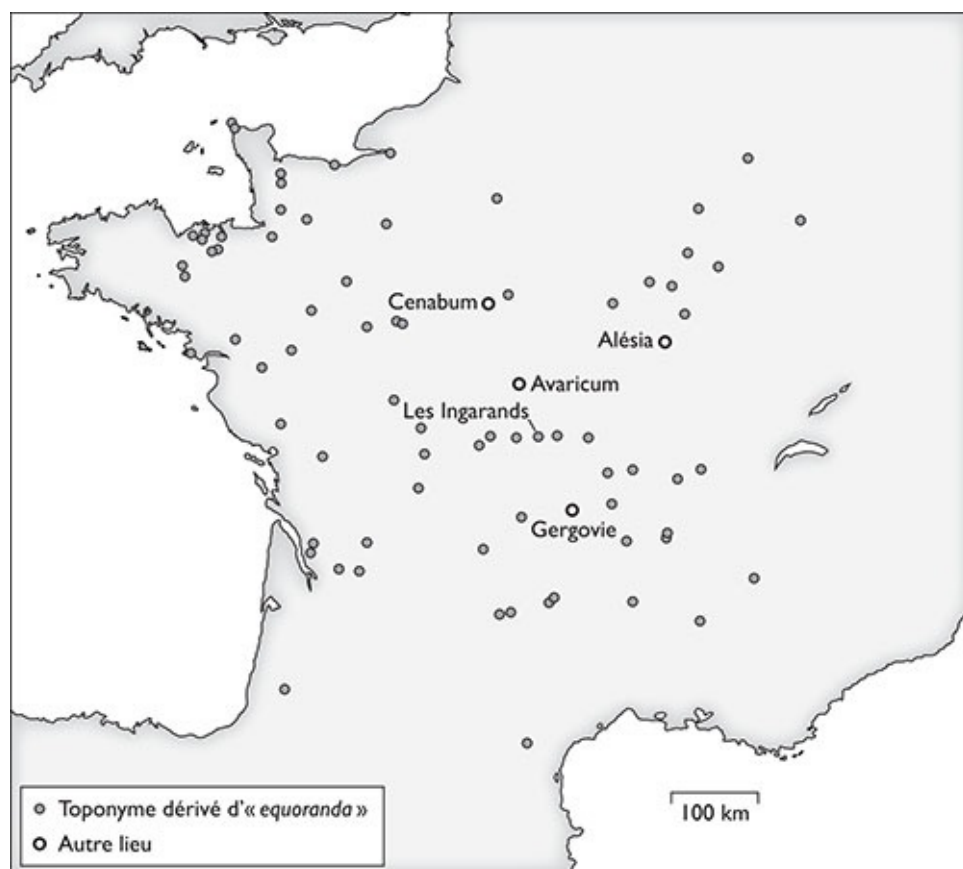 Cenabum
Alésia
Avaricum
Les Ingarands
Gergovie
Toponyme dérivé d'« equoranda »
Autre lieu
100 km